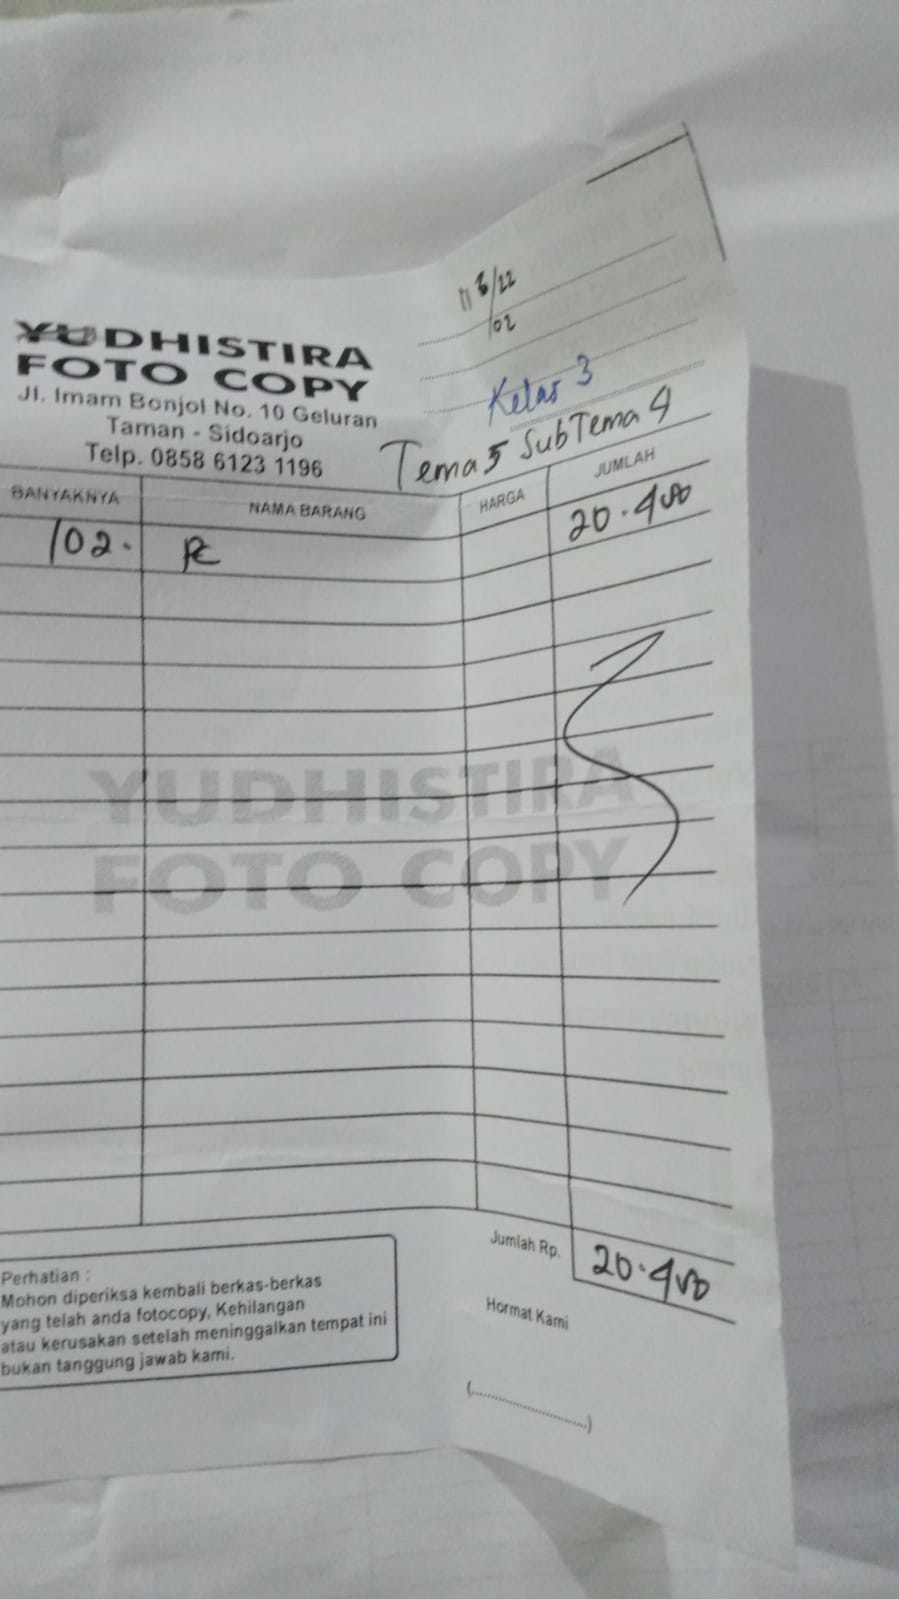 YUDHISTIRA
FOTO COPY
Jl. Imam Bonjol No. 10 Geluran
Taman - Sidoarjo
Telp. 0858 6123 1196
/22
/02
Kelas 3
Tema 5 SubTema 4
BANYAKNYA NAMA BARANG HARGA JUMLAH
102. 20.400
YUDHISTIRA
FOTO COPY
Jumlah Rp. 20.400
Perhatian :
Mohon diperiksa kembali berkas-berkas
yang telah anda fotocopy, Kehilangan
atau kerusakan setelah meninggalkan tempat ini
bukan tanggung jawab kami.
Hormat Kami
(....................)